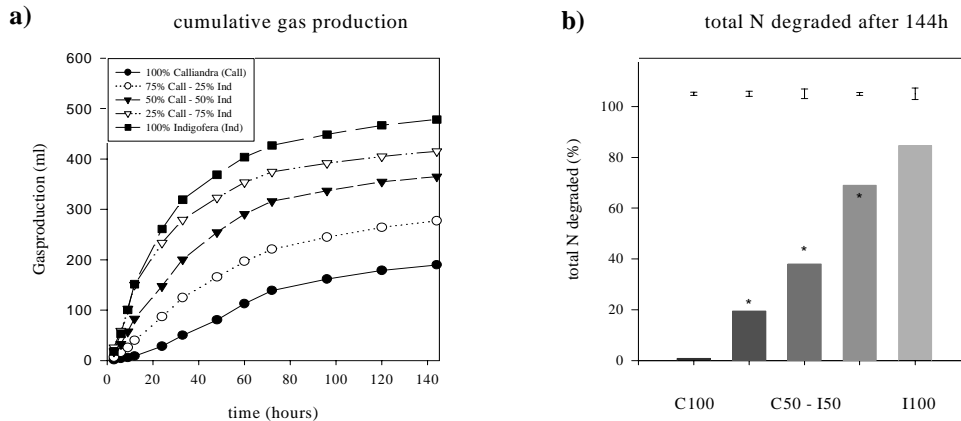 a)
cumulative gas production
600
500
400
300
200
100
0
Gasproduction (ml)
100% Calliandra (Call)
75% Call - 25% Ind
50% Call - 50% Ind
25% Call - 75% Ind
100% Indigofera (Ind)
0 20 40 60 80 100 120 140
time (hours)
b)
total N degraded after 144h
100
80
60
40
20
0
total N degraded (%)
*
*
*
C100 C50 - I50 I100